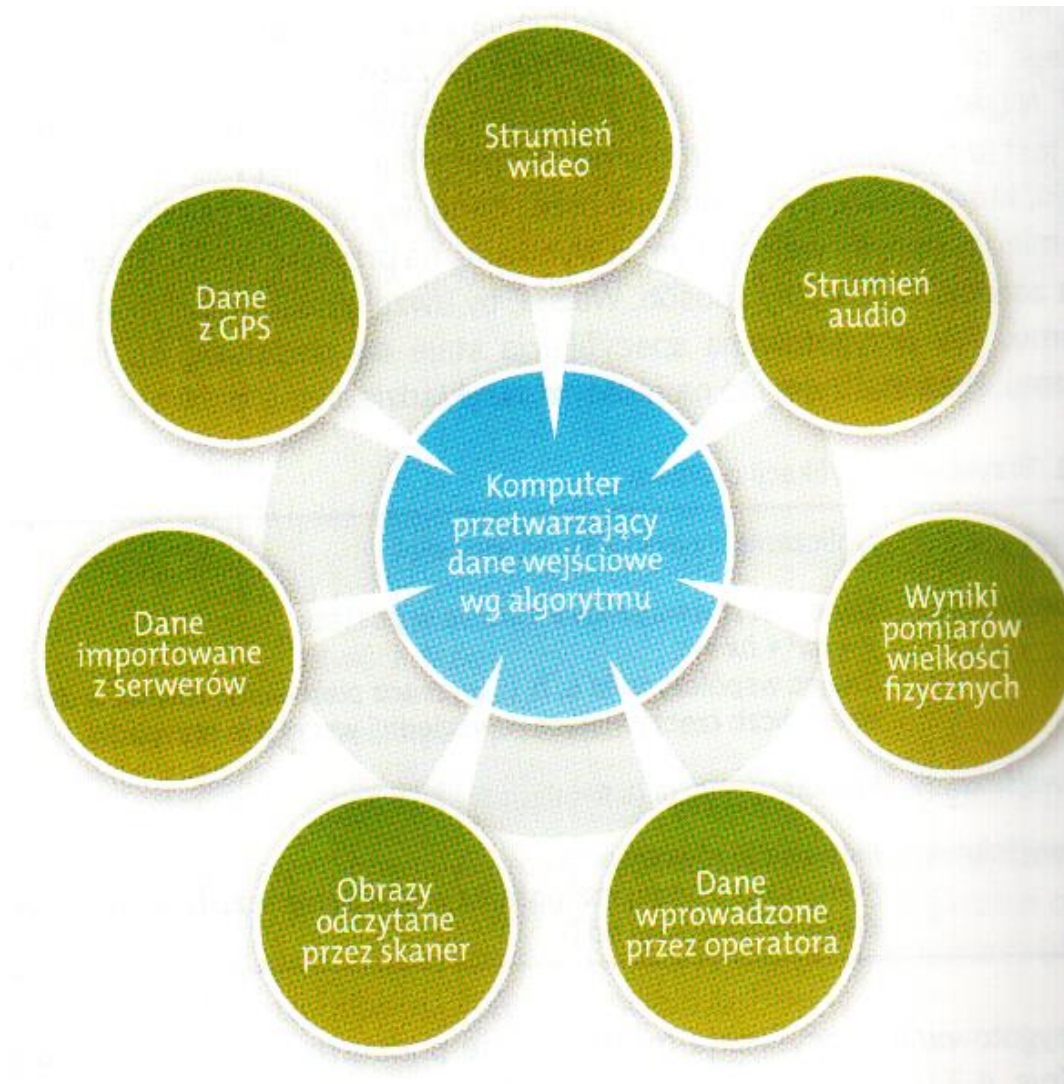 Strumień
wideo
Strumień
audio
Dane
z GPS
Komputer
przetwarzający
dane wejściowe
wg algorytmu
Wyniki
pomiarów
wielkości
fizycznych
Dane
importowane
z serwerów
Obrazy
odczytane
przez skaner
Dane
wprowadzone
przez operatora